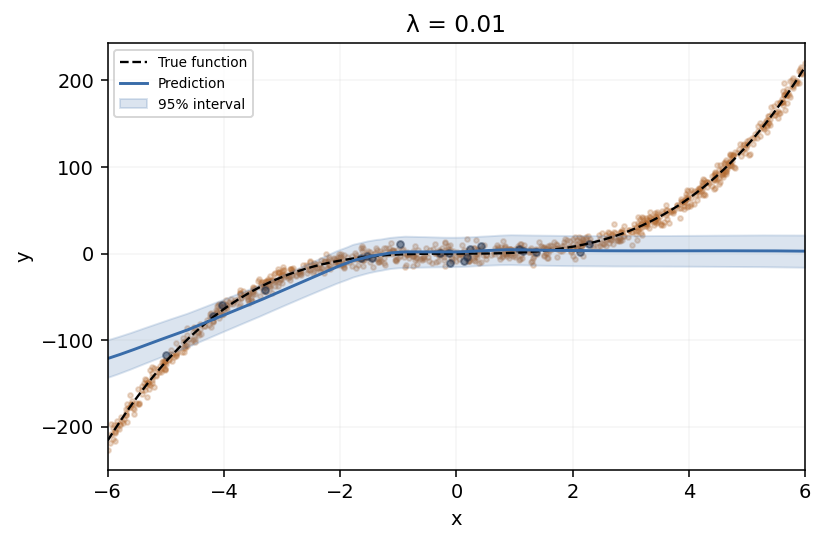 λ = 0.01
True function
Prediction
95% interval
y
200
100
0
−100
−200
−6 −4 −2 0 2 4 6
x